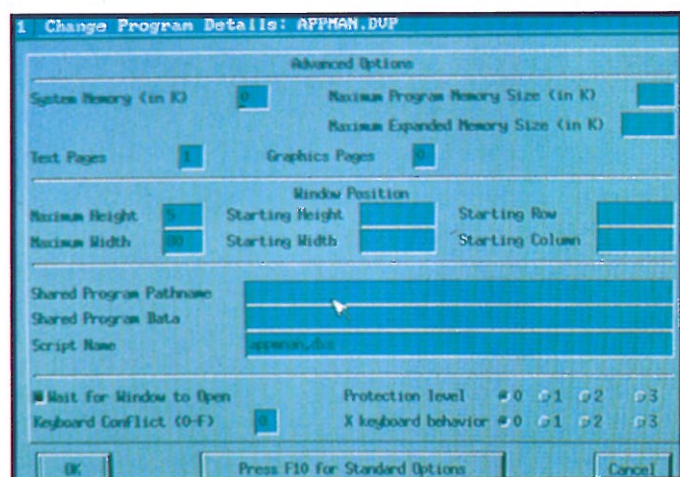 1 Change Program Details: APPMAN.DVP
Advanced Options
System Memory (in K) 0 Maximum Program Memory Size (in K)
Maximum Expanded Memory Size (in K)
Text Pages 1 Graphics Pages 0
Window Position
Maximum Height 5 Starting Height Starting Row
Maximum Width 80 Starting Width Starting Column
Shared Program Pathname
Shared Program Data
Script Name appman.dvs
Wait for Window to Open Protection level 0 1 2 3
Keyboard Conflict (0-F) 0 X keyboard behavior 0 1 2 3
OK Press F10 for Standard Options Cancel